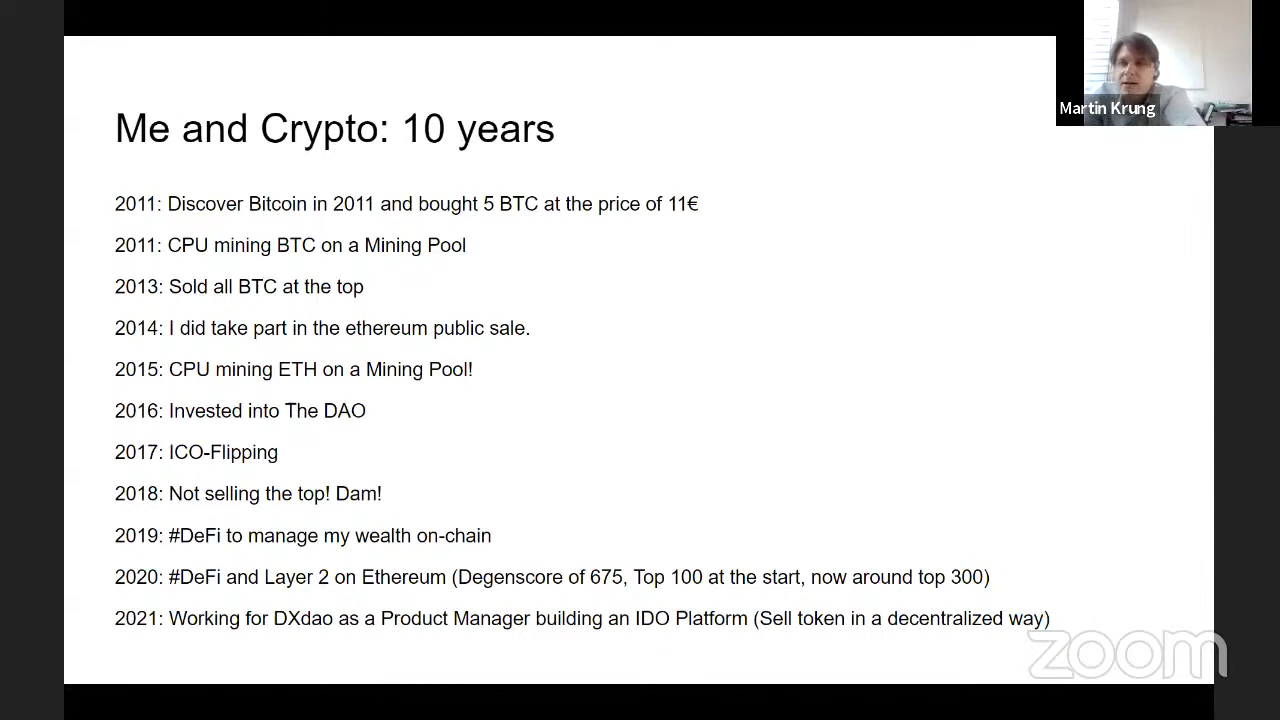 Martin Krung
Me and Crypto: 10 years
2011: Discover Bitcoin in 2011 and bought 5 BTC at the price of 11€
2011: CPU mining BTC on a Mining Pool
2013: Sold all BTC at the top
2014: I did take part in the ethereum public sale.
2015: CPU mining ETH on a Mining Pool!
2016: Invested into The DAO
2017: ICO-Flipping
2018: Not selling the top! Dam!
2019: #DeFi to manage my wealth on-chain
2020: #DeFi and Layer 2 on Ethereum (Degenscore of 675, Top 100 at the start, now around top 300)
2021: Working for DXdao as a Product Manager building an IDO Platform (Sell token in a decentralized way)
zoom